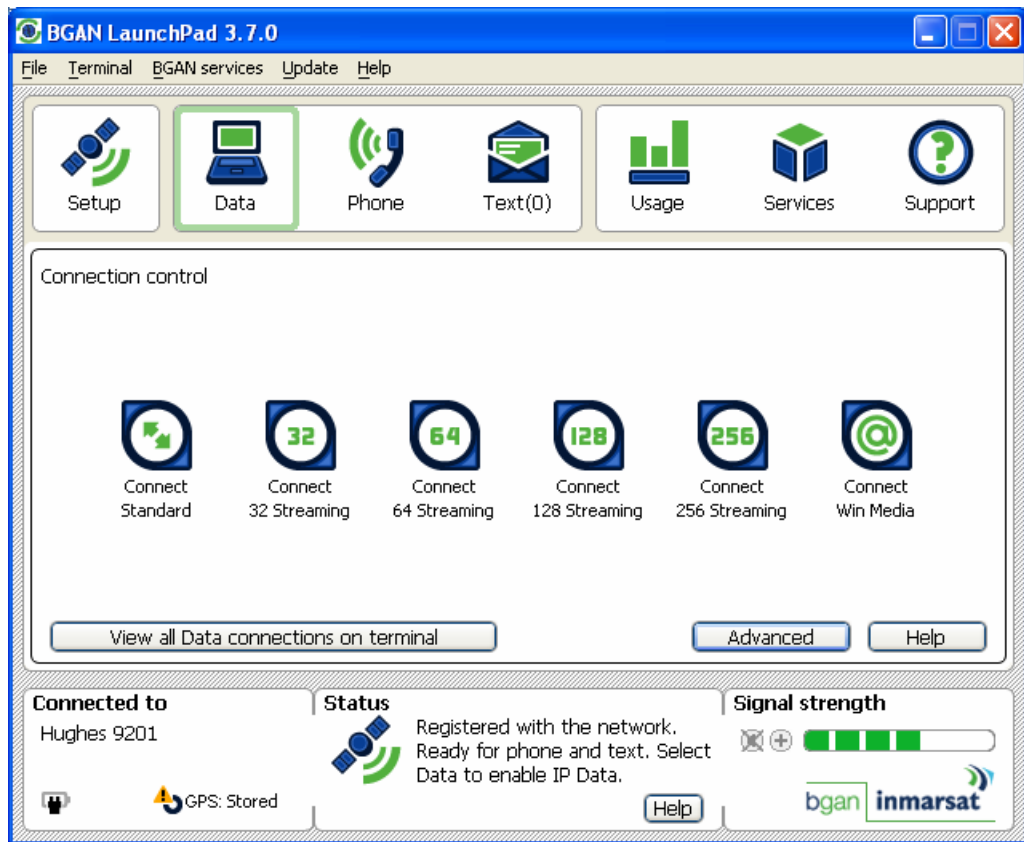 BGAN LaunchPad 3.7.0
File Terminal BGAN services Update Help
Setup Data Phone Text(0) Usage Services Support
Connection control
32 64 128 256 @
Connect Connect Connect Connect Connect Connect
Standard 32 Streaming 64 Streaming 128 Streaming 256 Streaming Win Media
View all Data connections on terminal Advanced Help
Connected to
Hughes 9201
GPS: Stored
Status
Registered with the network.
Ready for phone and text. Select
Data to enable IP Data.
Help
Signal strength
bgan inmarsat